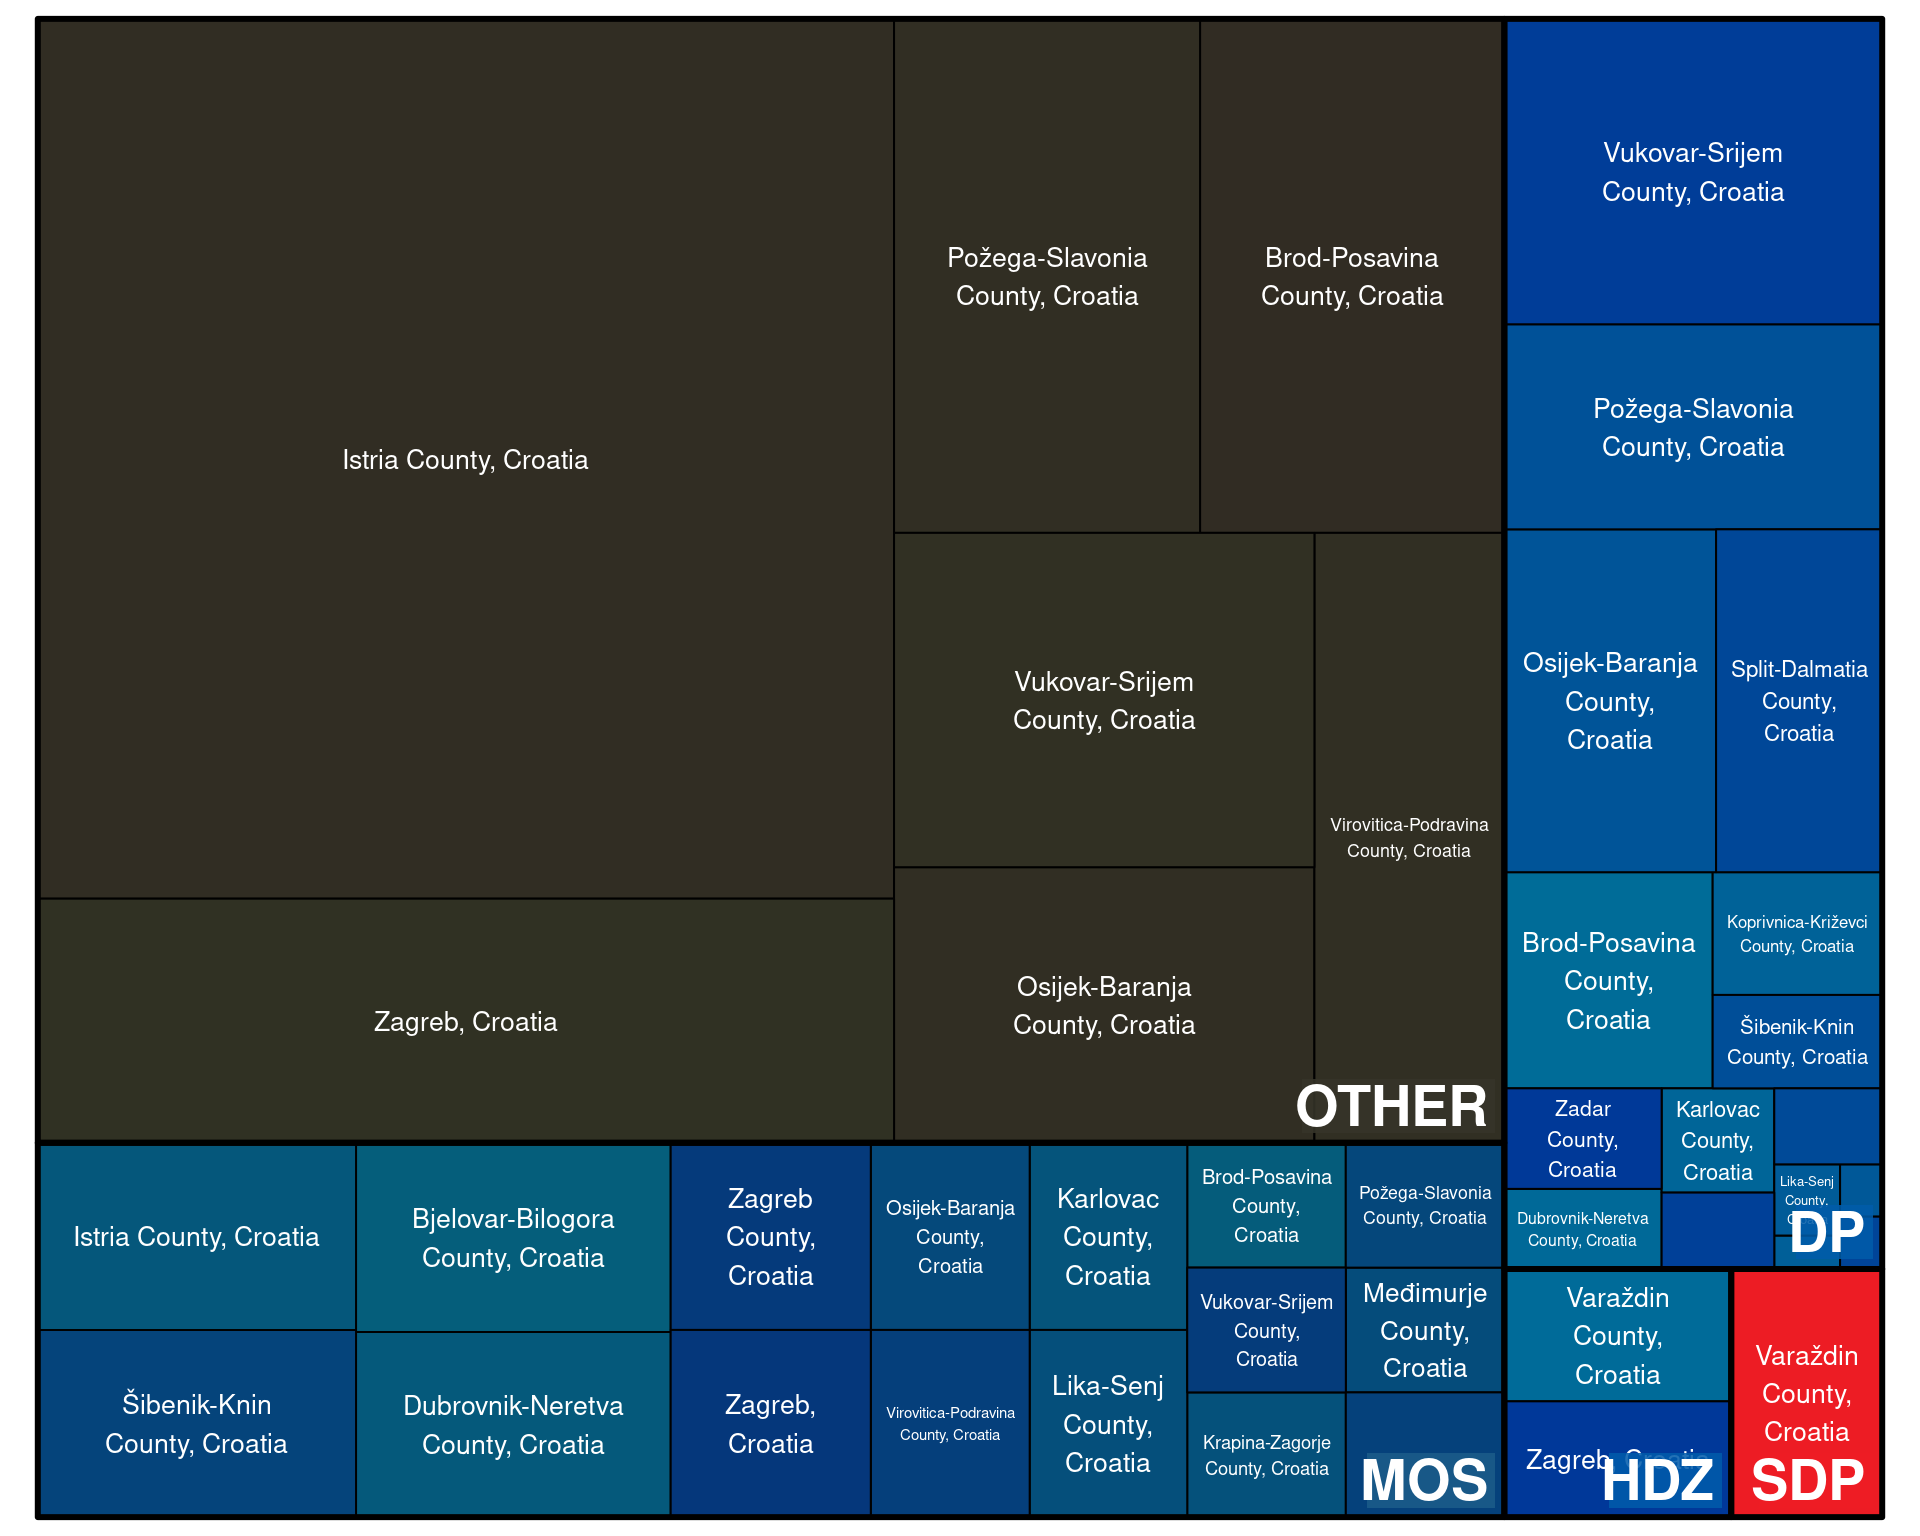 Istria County, Croatia
Zagreb, Croatia
Požega-Slavonia
County, Croatia
Brod-Posavina
County, Croatia
Vukovar-Srijem
County, Croatia
Osijek-Baranja
County, Croatia
Virovitica-Podravina
County, Croatia
OTHER
Vukovar-Srijem
County, Croatia
Požega-Slavonia
County, Croatia
Osijek-Baranja
County,
Croatia
Split-Dalmatia
County,
Croatia
Brod-Posavina
County,
Croatia
Koprivnica-Križevci
County, Croatia
Šibenik-Knin
County, Croatia
Zadar
County,
Croatia
Karlovac
County,
Croatia
Dubrovnik-Neretva
County, Croatia
Lika-Senj
County,
DP
Istria County, Croatia
Šibenik-Knin
County, Croatia
Bjelovar-Bilogora
County, Croatia
Dubrovnik-Neretva
County, Croatia
Zagreb
County,
Croatia
Zagreb,
Croatia
Osijek-Baranja
County,
Croatia
Virovitica-Podravina
County, Croatia
Karlovac
County,
Croatia
Lika-Senj
County,
Croatia
Brod-Posavina
County,
Croatia
Vukovar-Srijem
County,
Croatia
Krapina-Zagorje
County, Croatia
Požega-Slavonia
County, Croatia
Međimurje
County,
Croatia
MOS
Varaždin
County,
Croatia
Zagreb, Croatia
HDZ
Varaždin
County,
Croatia
SDP